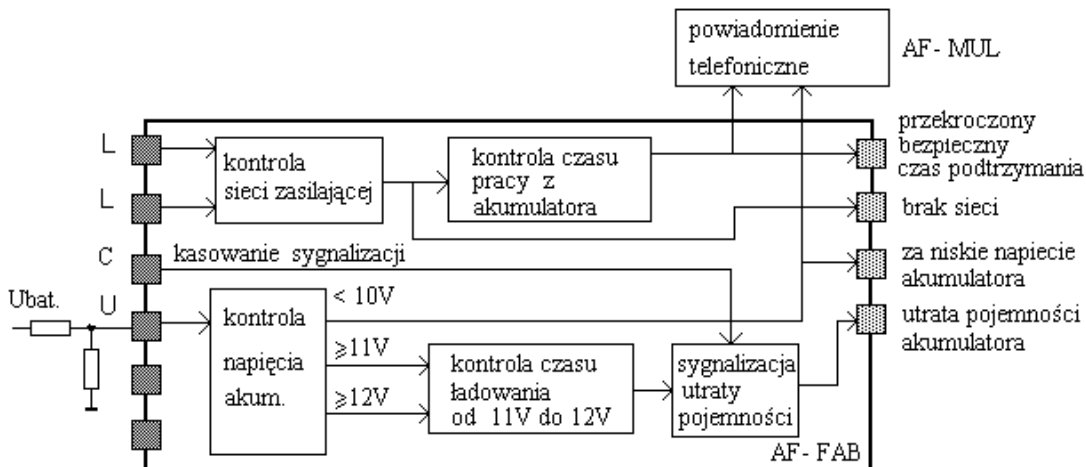 powiadomienie
telefoniczne
AF- MUL
L
kontrola
sieci zasilającej
kontrola czasu
pracy z
akumulatora
przekroczony
bezpieczny
czas podtrzymania
L
brak sieci
C
kasowanie sygnalizacji
za niskie napiecie
akumulatora
Ubat.
U
kontrola
napięcia
akum.
< 10V
⩾11V
⩾12V
kontrola czasu
ładowania
od 11V do 12V
sygnalizacja
utraty
pojemności
utrata pojemności
akumulatora
AF- FAB